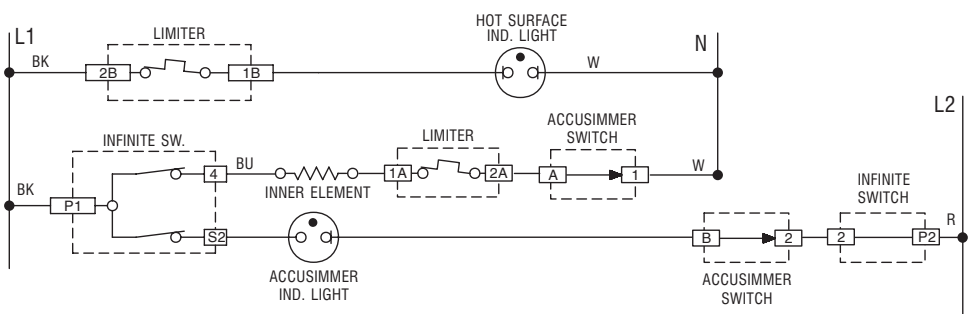 L1
BK
LIMITER
2B
1B
HOT SURFACE
IND. LIGHT
W
N
L2
INFINITE SW.
BK
P1
4
BU
INNER ELEMENT
LIMITER
1A
2A
ACCUSIMMER
SWITCH
A
1
W
S2
ACCUSIMMER
IND. LIGHT
B
2
ACCUSIMMER
SWITCH
INFINITE
SWITCH
2
P2
R